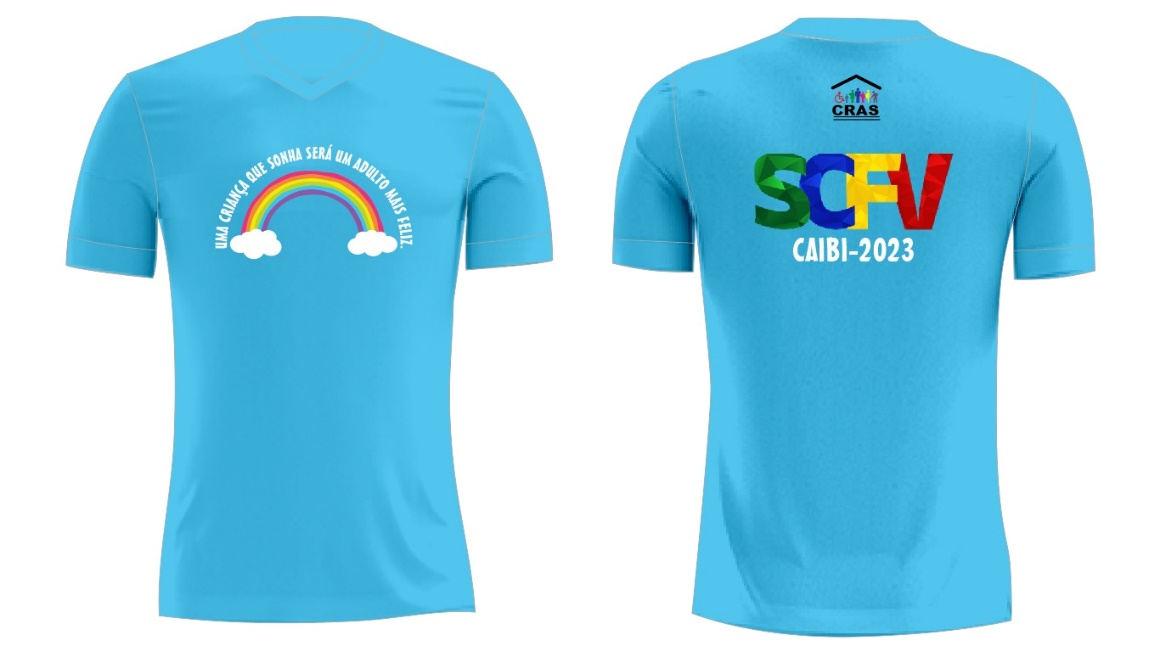 UMA CRIANÇA QUE SONHA SERÁ UM ADULTO MAIS FELIZ.
CRAS
SCFV
CAIBI-2023